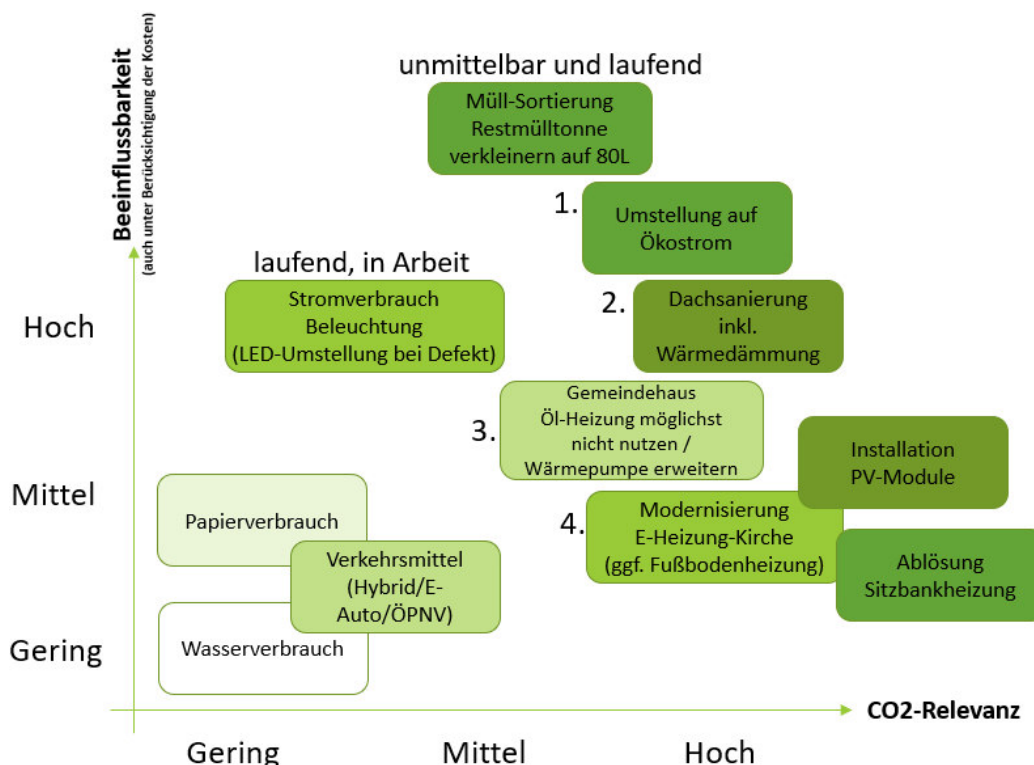 Beeinflussbarkeit
(auch unter Berücksichtigung der Kosten)
unmittelbar und laufend
Müll-Sortierung
Restmülltonne
verkleinern auf 80L
1.
Umstellung auf
Ökostrom
laufend, in Arbeit
Stromverbrauch
Beleuchtung
(LED-Umstellung bei Defekt)
2.
Dachsanierung
inkl.
Wärmedämmung
Hoch
3.
Gemeindehaus
Öl-Heizung möglichst
nicht nutzen /
Wärmepumpe erweitern
Installation
PV-Module
Mittel
Papierverbrauch
4.
Modernisierung
E-Heizung-Kirche
(ggf. Fußbodenheizung)
Verkehrsmittel
(Hybrid/E-
Auto/ÖPNV)
Ablösung
Sitzbankheizung
Gering
Wasserverbrauch
CO2-Relevanz
Gering
Mittel
Hoch